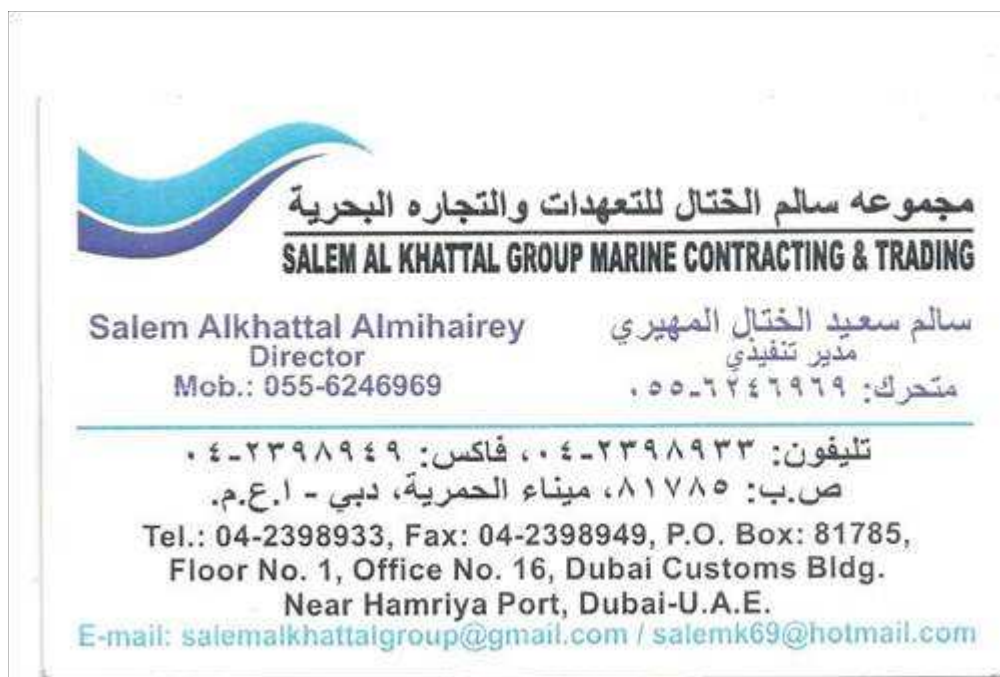 مجموعه سالم الختال للتعهدات والتجاره البحرية
SALEM AL KHATTAL GROUP MARINE CONTRACTING & TRADING
Salem Alkhattal Almihairey
Director
Mob.: 055-6246969
سالم سعيد الختال المهيري
مدير تنفيذي
متحرك: ٦٢٤٦٩٦٩-٠٥٥
تليفون: ٢٣٩٨٩٣٣-٠٤، فاكس: ٢٣٩٨٩٤٩-٠٤
ص.ب: ٨١٧٨٥، ميناء الحمرية، دبي - ا.ع.م.
Tel.: 04-2398933, Fax: 04-2398949, P.O. Box: 81785,
Floor No. 1, Office No. 16, Dubai Customs Bldg.
Near Hamriya Port, Dubai-U.A.E.
E-mail: salemalkhattalgroup@gmail.com / salemk69@hotmail.com